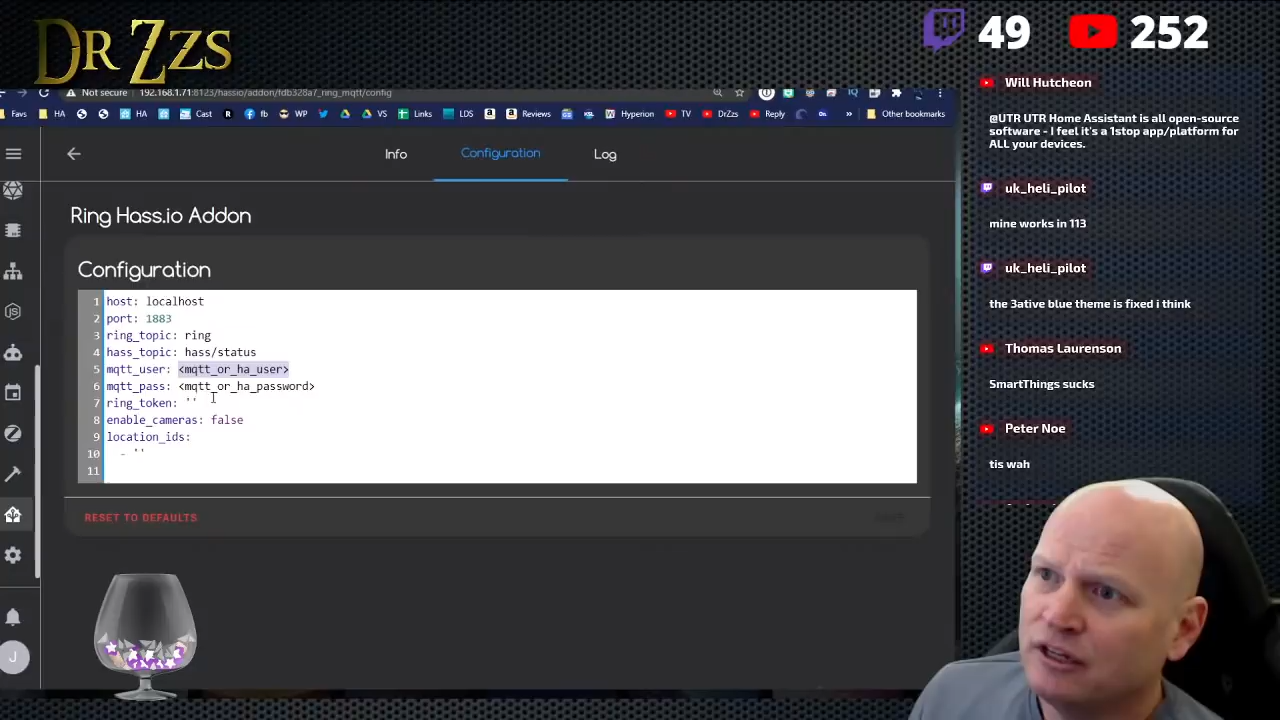 DR ZZS
49
252
Not secure
192.168.1.71:8123/hassio/addon/fdb328a7_ring_mqtt/config
Favs
HA
HA
Cast
fb
WP
VS
Links
LDS
Reviews
Hyperion
TV
DrZzs
Reply
»
Other bookmarks
Info
Configuration
Log
Ring Hass.io Addon
Configuration
1 host: localhost
2 port: 1883
3 ring_topic: ring
4 hass_topic: hass/status
5 mqtt_user: <mqtt_or_ha_user>
6 mqtt_pass: <mqtt_or_ha_password>
7 ring_token: ''
8 enable_cameras: false
9 location_ids:
10 - ''
11
RESET TO DEFAULTS
J
Will Hutcheon
@UTR UTR Home Assistant is all open-source
software - I feel it's a 1stop app/platform for
ALL your devices.
uk_heli_pilot
mine works in 113
uk_heli_pilot
the 3ative blue theme is fixed i think
Thomas Laurenson
SmartThings sucks
Peter Noe
tis wah